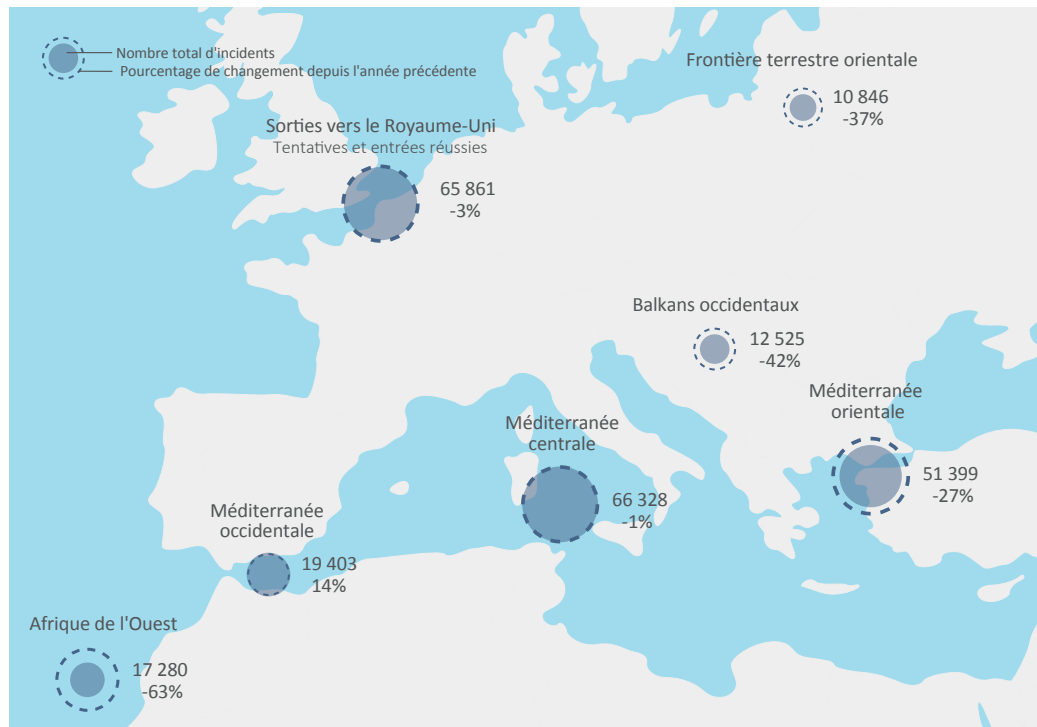 Nombre total d'incidents
Pourcentage de changement depuis l'année précédente
Frontière terrestre orientale
10 846
-37%
Sorties vers le Royaume-Uni
Tentatives et entrées réussies
65 861
-3%
Balkans occidentaux
12 525
-42%
Méditerranée
orientale
51 399
-27%
Méditerranée
centrale
66 328
-1%
Méditerranée
occidentale
19 403
14%
Afrique de l'Ouest
17 280
-63%